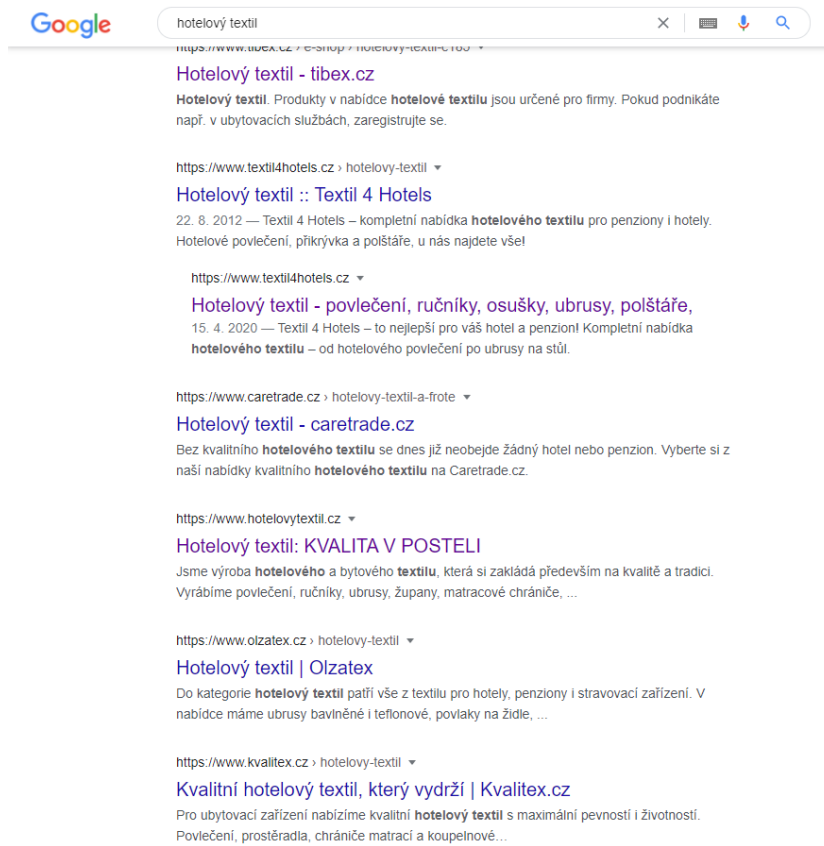 Google
hotelový textil
https://www.tibex.cz › e-shop › hotelovy-textil-c185
Hotelový textil - tibex.cz
Hotelový textil. Produkty v nabídce hotelové textilu jsou určené pro firmy. Pokud podnikáte
např. v ubytovacích službách, zaregistrujte se.
https://www.textil4hotels.cz › hotelovy-textil
Hotelový textil :: Textil 4 Hotels
22. 8. 2012 — Textil 4 Hotels – kompletní nabídka hotelového textilu pro penziony i hotely.
Hotelové povlečení, přikrývka a polštáře, u nás najdete vše!
https://www.textil4hotels.cz
Hotelový textil - povlečení, ručníky, osušky, ubrusy, polštáře,
15. 4. 2020 — Textil 4 Hotels – to nejlepší pro váš hotel a penzion! Kompletní nabídka
hotelového textilu – od hotelového povlečení po ubrusy na stůl.
https://www.caretrade.cz › hotelovy-textil-a-frote
Hotelový textil - caretrade.cz
Bez kvalitního hotelového textilu se dnes již neobejde žádný hotel nebo penzion. Vyberte si z
naší nabídky kvalitního hotelového textilu na Caretrade.cz.
https://www.hotelovytextil.cz
Hotelový textil: KVALITA V POSTELI
Jsme výroba hotelového a bytového textilu, která si zakládá především na kvalitě a tradici.
Vyrábíme povlečení, ručníky, ubrusy, župany, matracové chrániče, ...
https://www.olzatex.cz › hotelovy-textil
Hotelový textil | Olzatex
Do kategorie hotelový textil patří vše z textilu pro hotely, penziony i stravovací zařízení. V
nabídce máme ubrusy bavlněné i teflonové, povlaky na židle, ...
https://www.kvalitex.cz › hotelovy-textil
Kvalitní hotelový textil, který vydrží | Kvalitex.cz
Pro ubytovací zařízení nabízíme kvalitní hotelový textil s maximální pevností i životností.
Povlečení, prostěradla, chrániče matrací a koupelnové…